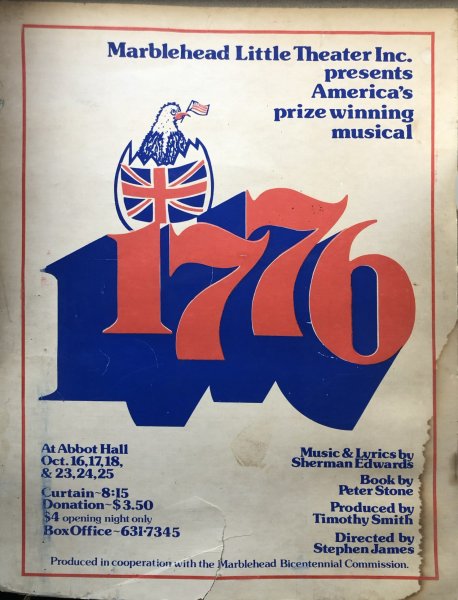 Marblehead Little Theater Inc.
presents
America's
prize winning
musical
1776
At Abbot Hall
Oct. 16,17,18,
& 23,24,25
Curtain~8:15
Donation~$3.50
$4 opening night only
Box Office~631-7345
Music & Lyrics by
Sherman Edwards
Book by
Peter Stone
Produced by
Timothy Smith
Directed by
Stephen James
Produced in cooperation with the Marblehead Bicentennial Commission.